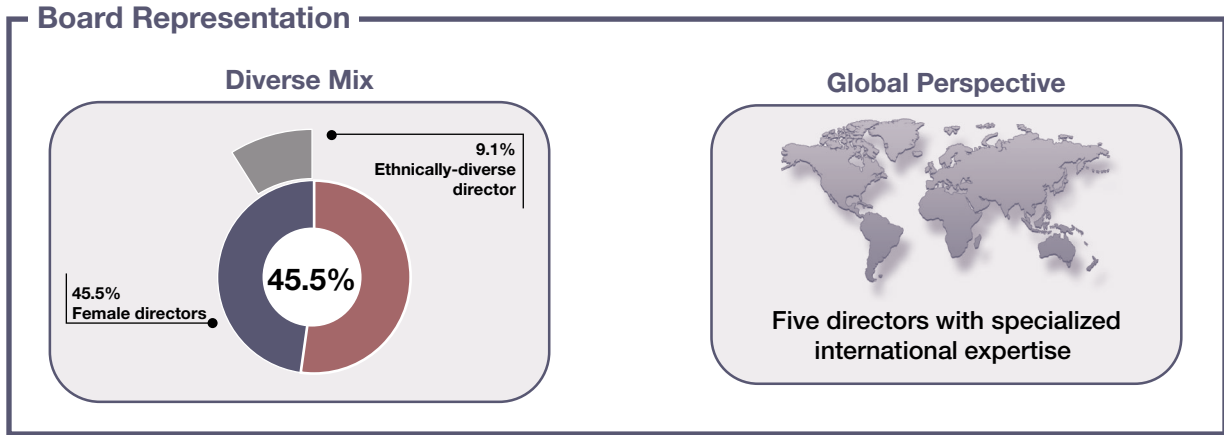 Board Representation
Diverse Mix
9.1%
Ethnically-diverse
director
45.5%
45.5%
Female directors
Global Perspective
Five directors with specialized
international expertise